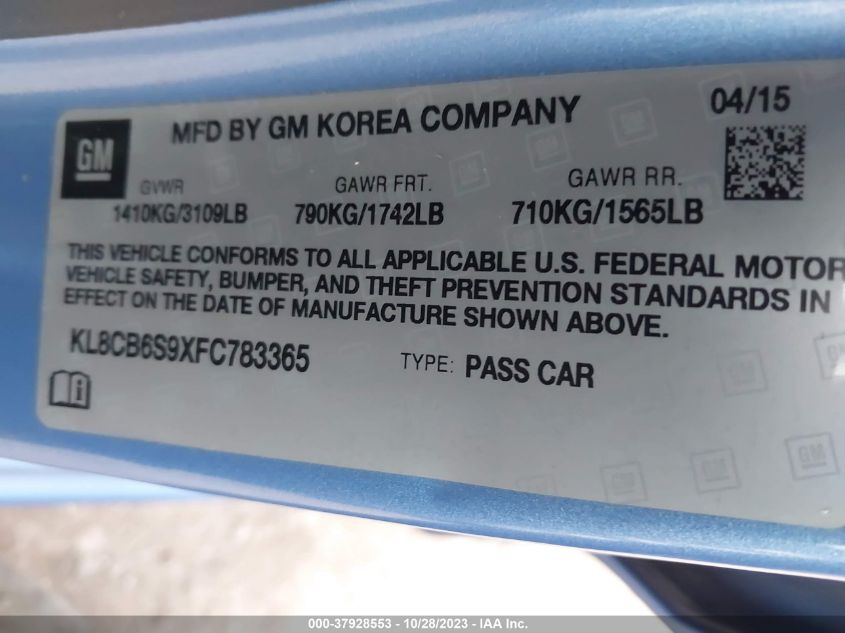 GM
MFD BY GM KOREA COMPANY
04/15
GVWR
1410KG/3109LB
GAWR FRT.
790KG/1742LB
GAWR RR.
710KG/1565LB
THIS VEHICLE CONFORMS TO ALL APPLICABLE U.S. FEDERAL MOTOR
VEHICLE SAFETY, BUMPER, AND THEFT PREVENTION STANDARDS IN
EFFECT ON THE DATE OF MANUFACTURE SHOWN ABOVE.
KL8CB6S9XFC783365
TYPE: PASS CAR
000-37928553 - 10/28/2023 - IAA Inc.